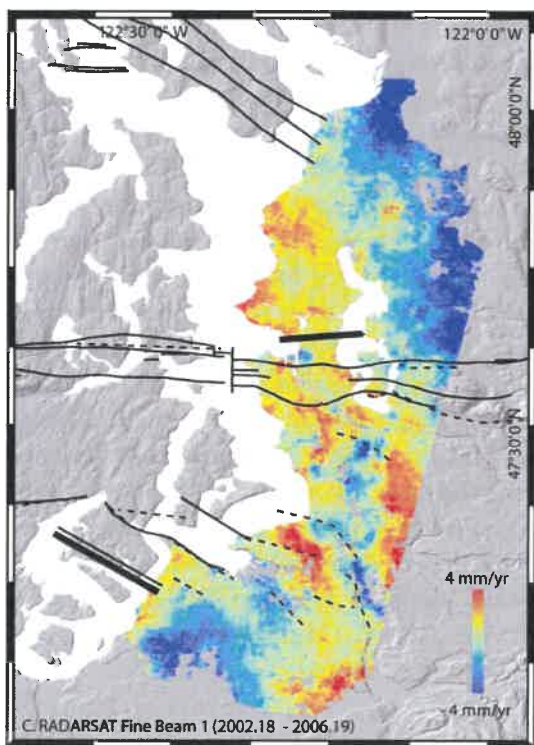 122°30'0" W
122°0'0" W
48°0'0"N
47°30'0"N
4 mm/yr
- 4 mm/yr
C. RADARSAT Fine Beam 1 (2002.18 - 2006.19)